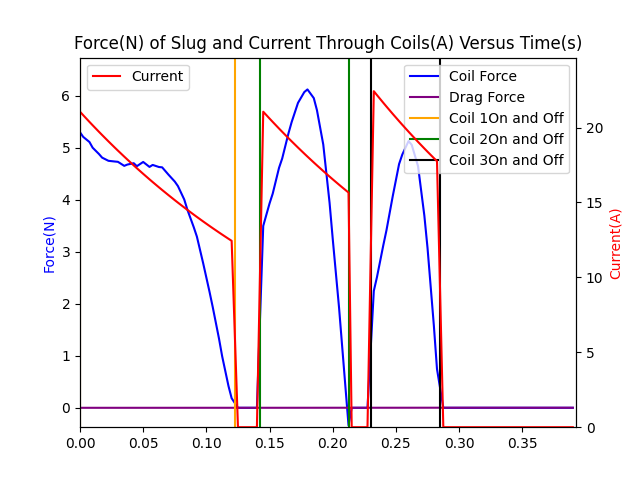 Force(N) of Slug and Current Through Coils(A) Versus Time(s)
Current
Coil Force
Drag Force
Coil 1On and Off
Coil 2On and Off
Coil 3On and Off
Force(N)
6
5
4
3
2
1
0
Current(A)
20
15
10
5
0
0.00 0.05 0.10 0.15 0.20 0.25 0.30 0.35